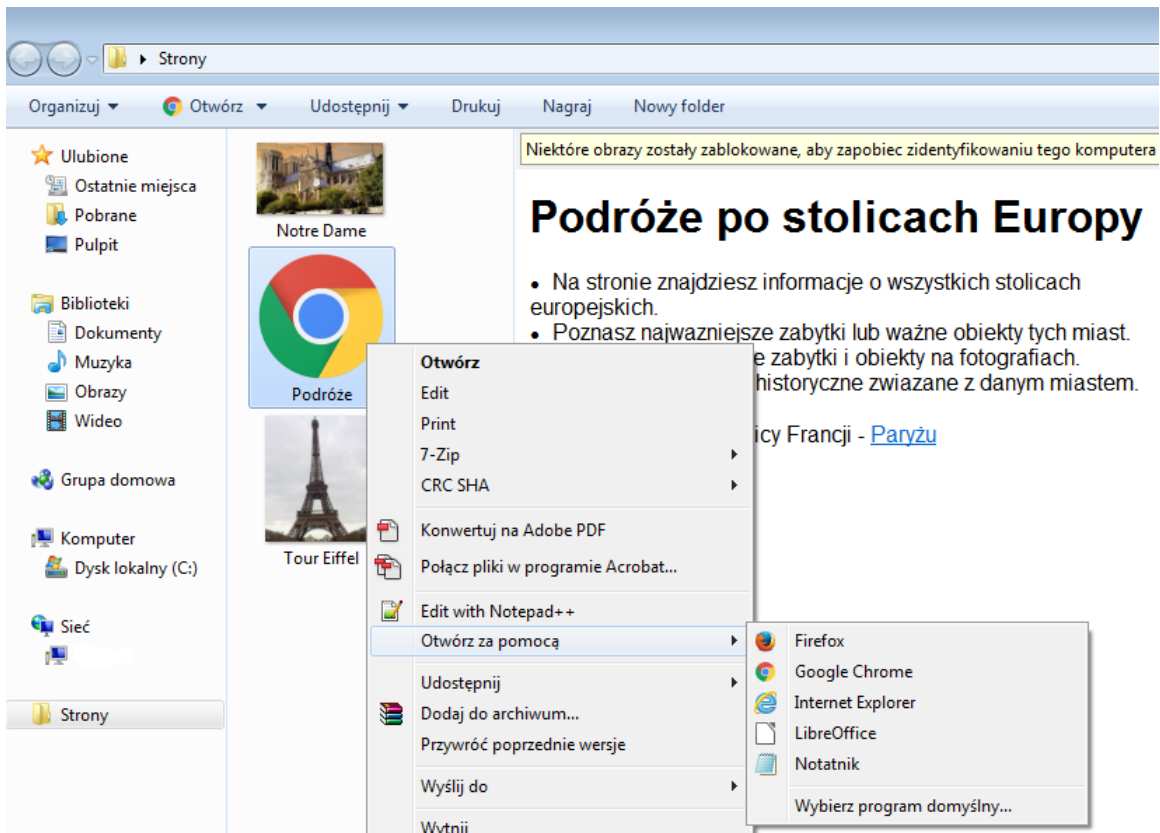 Strony
Organizuj
Otwórz
Udostępnij
Drukuj
Nagraj
Nowy folder
Ulubione
Ostatnie miejsca
Pobrane
Pulpit
Biblioteki
Dokumenty
Muzyka
Obrazy
Wideo
Grupa domowa
Komputer
Dysk lokalny (C:)
Sieć
Strony
Notre Dame
Podróże
Tour Eiffel
Niektóre obrazy zostały zablokowane, aby zapobiec zidentyfikowaniu tego komputera
Podróże po stolicach Europy
• Na stronie znajdziesz informacje o wszystkich stolicach
europejskich.
• Poznasz najwazniejsze zabytki lub ważne obiekty tych miast.
e zabytki i obiekty na fotografiach.
historyczne zwiazane z danym miastem.
icy Francji - Paryżu
Otwórz
Edit
Print
7-Zip
CRC SHA
Konwertuj na Adobe PDF
Połącz pliki w programie Acrobat...
Edit with Notepad++
Otwórz za pomocą
Udostępnij
Dodaj do archiwum...
Przywróć poprzednie wersje
Wyślij do
Wytnij
Firefox
Google Chrome
Internet Explorer
LibreOffice
Notatnik
Wybierz program domyślny...